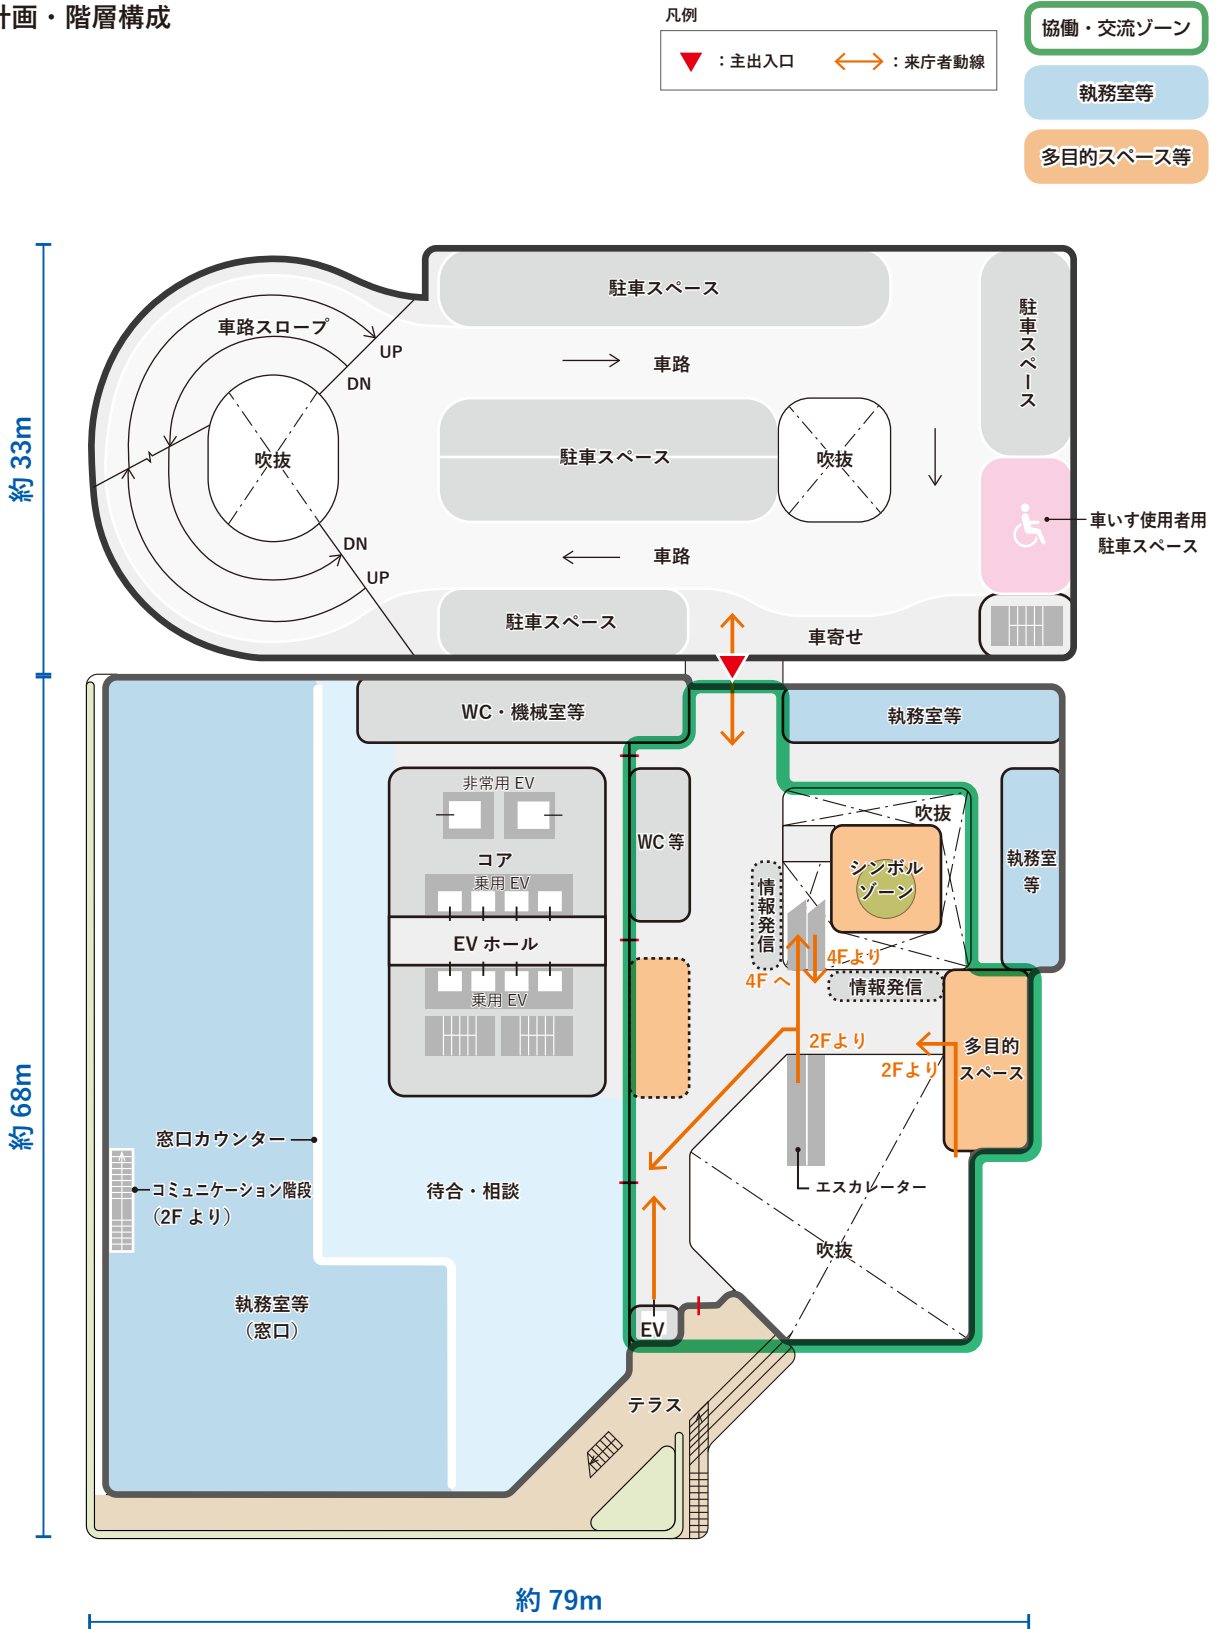 計画・階層構成
凡例
：主出入口
：来庁者動線
協働・交流ゾーン
執務室等
多目的スペース等
駐車スペース
駐車スペース
車路スロープ
UP
DN
車路
吹抜
駐車スペース
吹抜
約 33m
車いす使用者用
駐車スペース
DN
UP
車路
駐車スペース
車寄せ
WC・機械室等
執務室等
非常用 EV
コア
乗用 EV
EV ホール
乗用 EV
WC 等
吹抜
シンボル
ゾーン
情報発信
執務室
等
4Fより
4F へ
情報発信
2Fより
2Fより
多目的
スペース
約 68m
窓口カウンター
コミュニケーション階段
（2F より）
待合・相談
エスカレーター
吹抜
執務室等
（窓口）
EV
テラス
約 79m